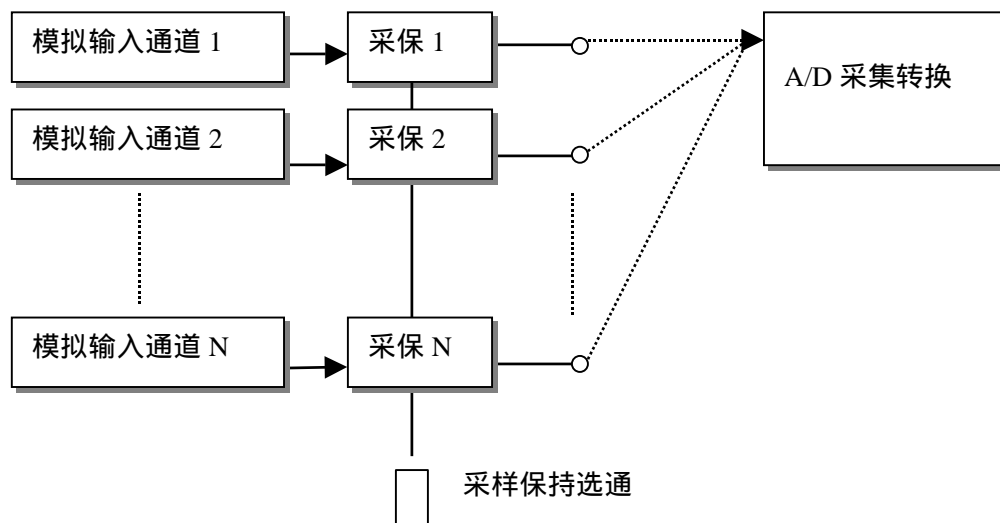 模拟输入通道 1
采保 1
A/D 采集转换
模拟输入通道 2
采保 2
模拟输入通道 N
采保 N
采样保持选通